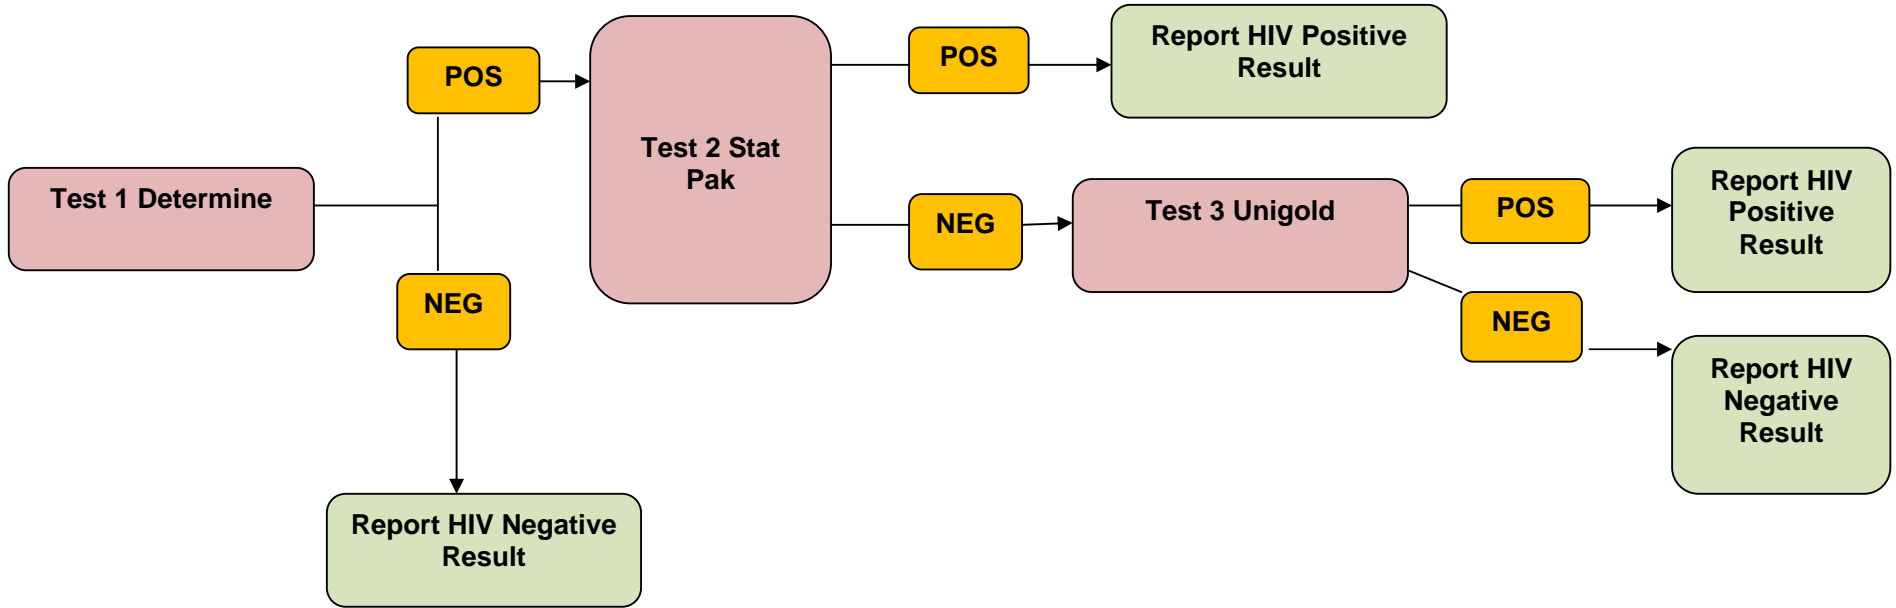 Test 1 Determine
POS
NEG
Report HIV Negative
Result
Test 2 Stat
Pak
POS
Report HIV Positive
Result
NEG
Test 3 Unigold
POS
Report HIV
Positive
Result
NEG
Report HIV
Negative
Result